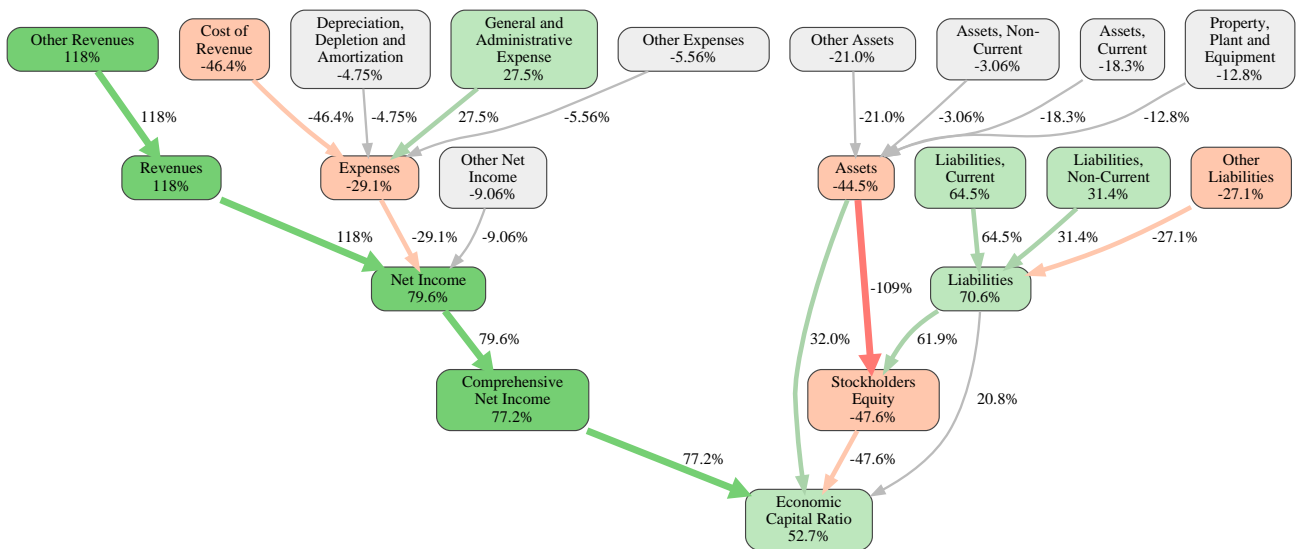 Other Revenues
118%
Cost of
Revenue
-46.4%
Depreciation,
Depletion and
Amortization
-4.75%
General and
Administrative
Expense
27.5%
Other Expenses
-5.56%
Other Assets
-21.0%
Assets, Non-
Current
-3.06%
Assets,
Current
-18.3%
Property,
Plant and
Equipment
-12.8%
118%
-46.4%
-4.75%
27.5%
-5.56%
-21.0%
-3.06%
-18.3%
-12.8%
Revenues
118%
Expenses
-29.1%
Other Net
Income
-9.06%
Assets
-44.5%
Liabilities,
Current
64.5%
Liabilities,
Non-Current
31.4%
Other
Liabilities
-27.1%
118%
-29.1%
-9.06%
64.5%
31.4%
-27.1%
Net Income
79.6%
-109%
Liabilities
70.6%
79.6%
32.0%
61.9%
Comprehensive
Net Income
77.2%
Stockholders
Equity
-47.6%
20.8%
77.2%
-47.6%
Economic
Capital Ratio
52.7%